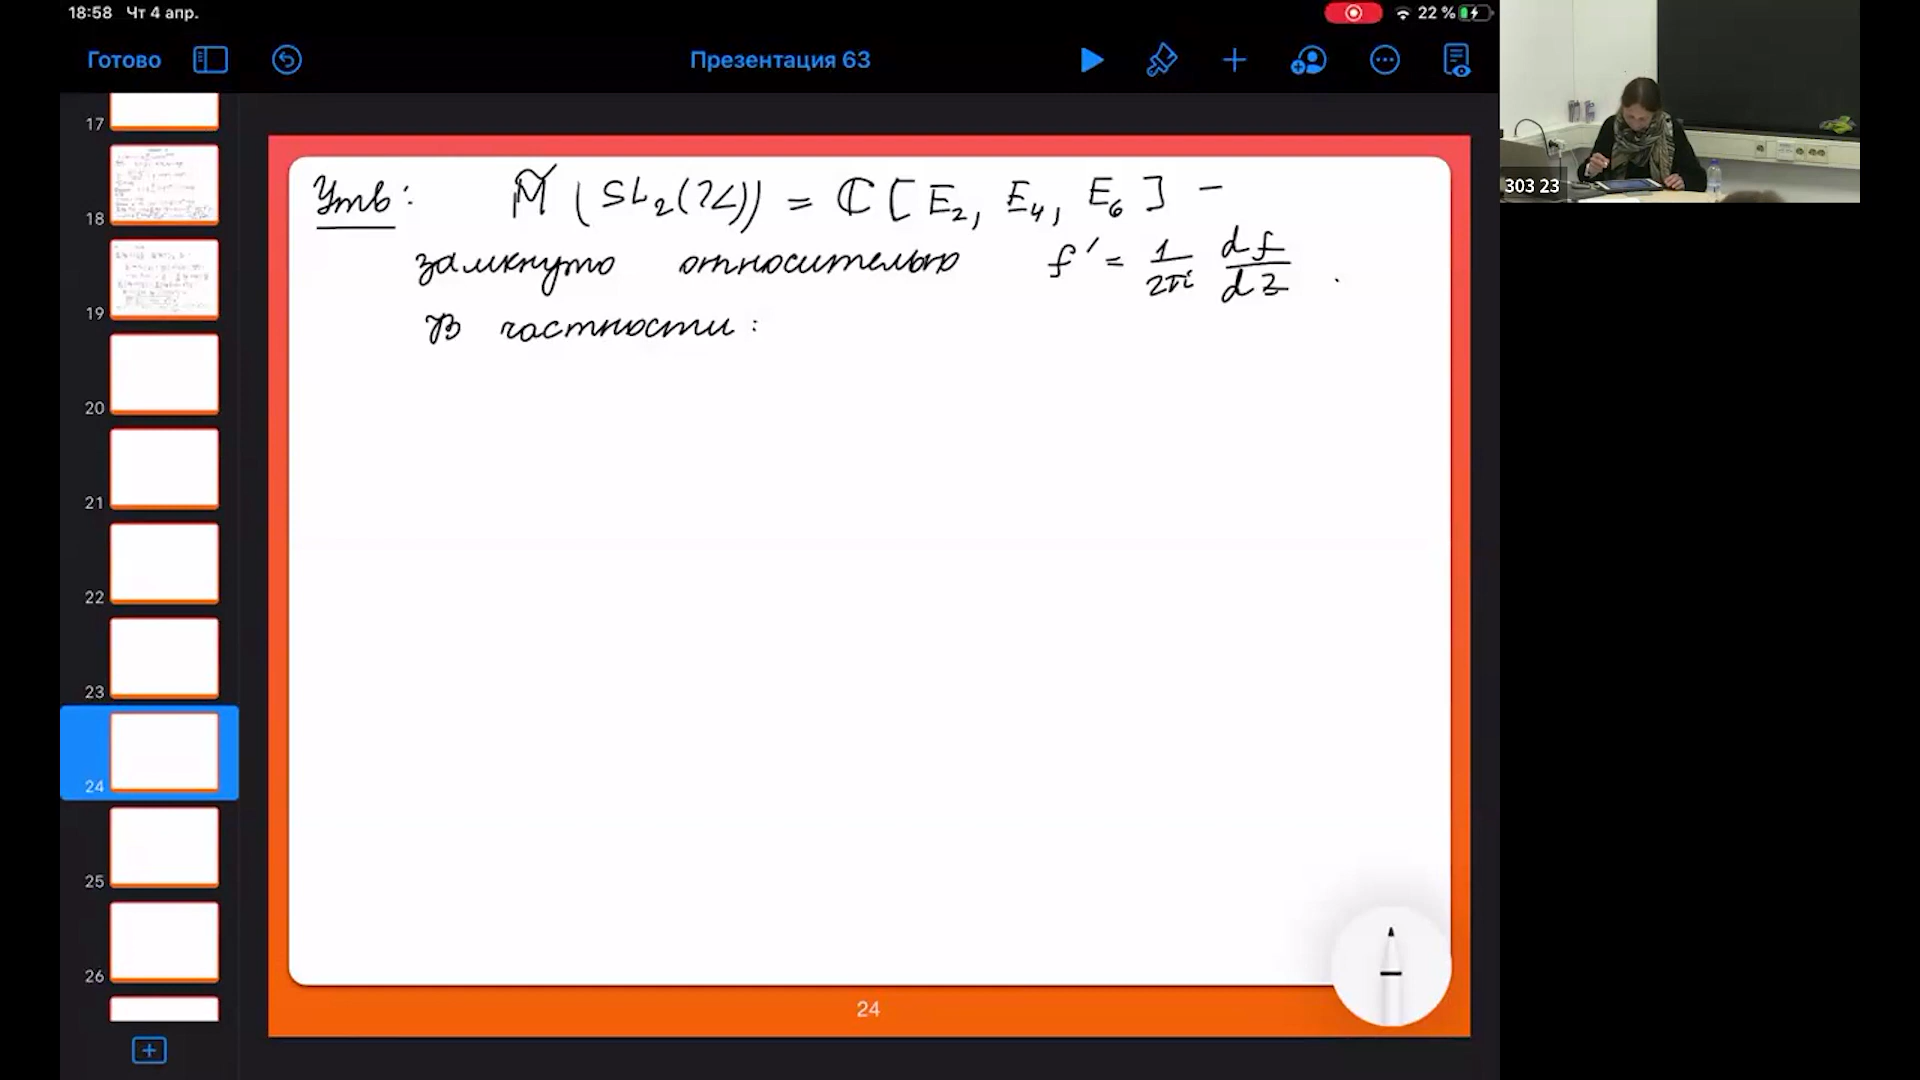 18:58 Чт 4 апр.
22 %
Готово
Презентация 63
303 23
17
18
19
20
21
22
23
24
25
26
Утв: M̃ (SL₂(ℤ)) = ℂ [ E₂, E₄, E₆ ] –
замкнуто относительно f' = 1/2πi df/dz .
В частности:
24